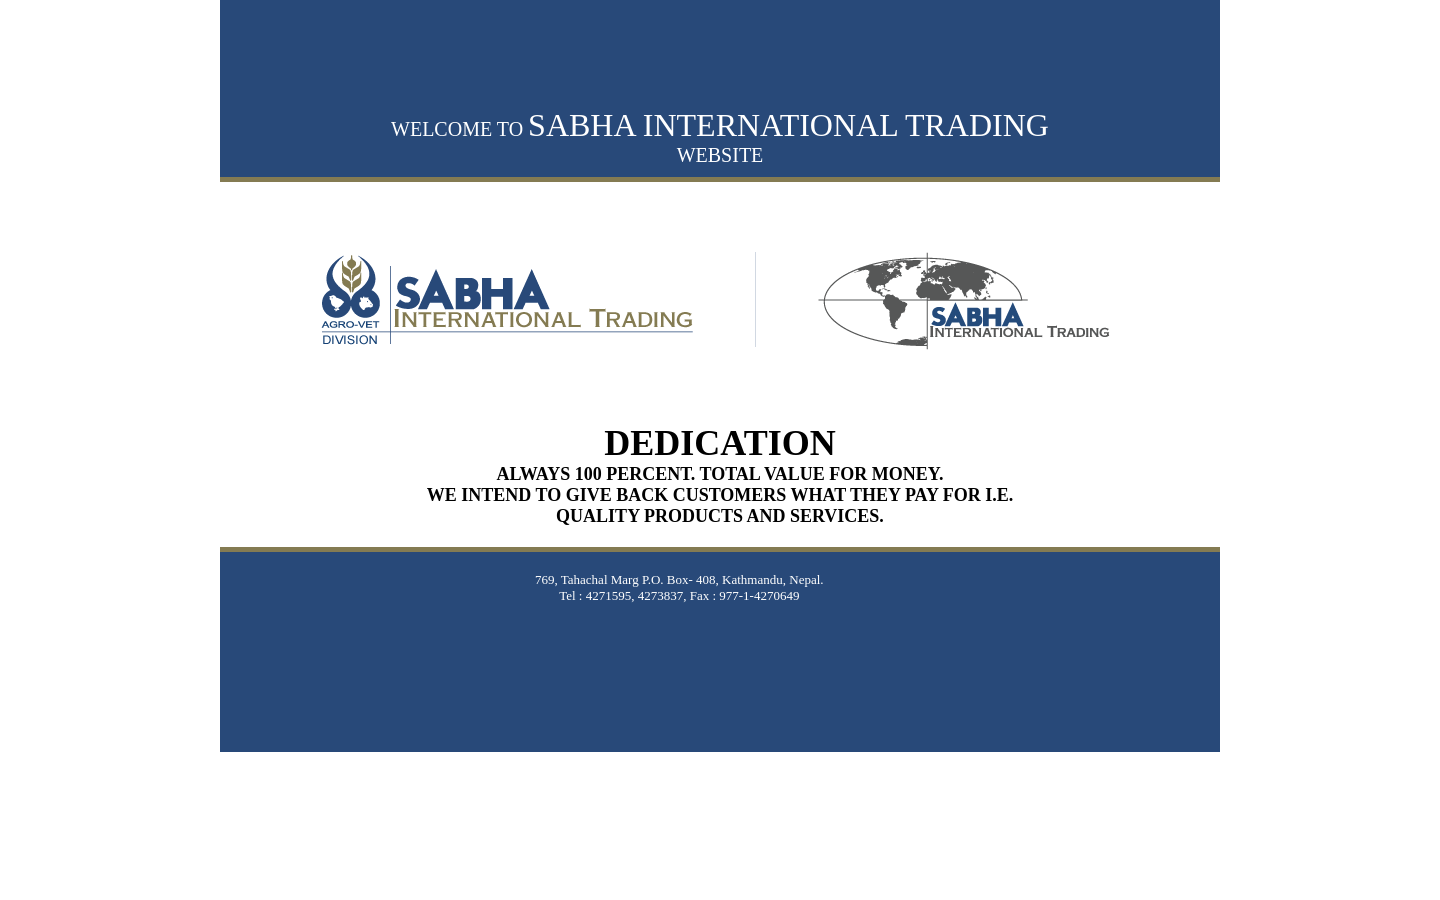 WELCOME TO SABHA INTERNATIONAL TRADING
WEBSITE
SABHA
INTERNATIONAL TRADING
AGRO-VET
DIVISION
SABHA
INTERNATIONAL TRADING
DEDICATION
ALWAYS 100 PERCENT. TOTAL VALUE FOR MONEY.
WE INTEND TO GIVE BACK CUSTOMERS WHAT THEY PAY FOR I.E.
QUALITY PRODUCTS AND SERVICES.
769, Tahachal Marg P.O. Box- 408, Kathmandu, Nepal.
Tel : 4271595, 4273837, Fax : 977-1-4270649